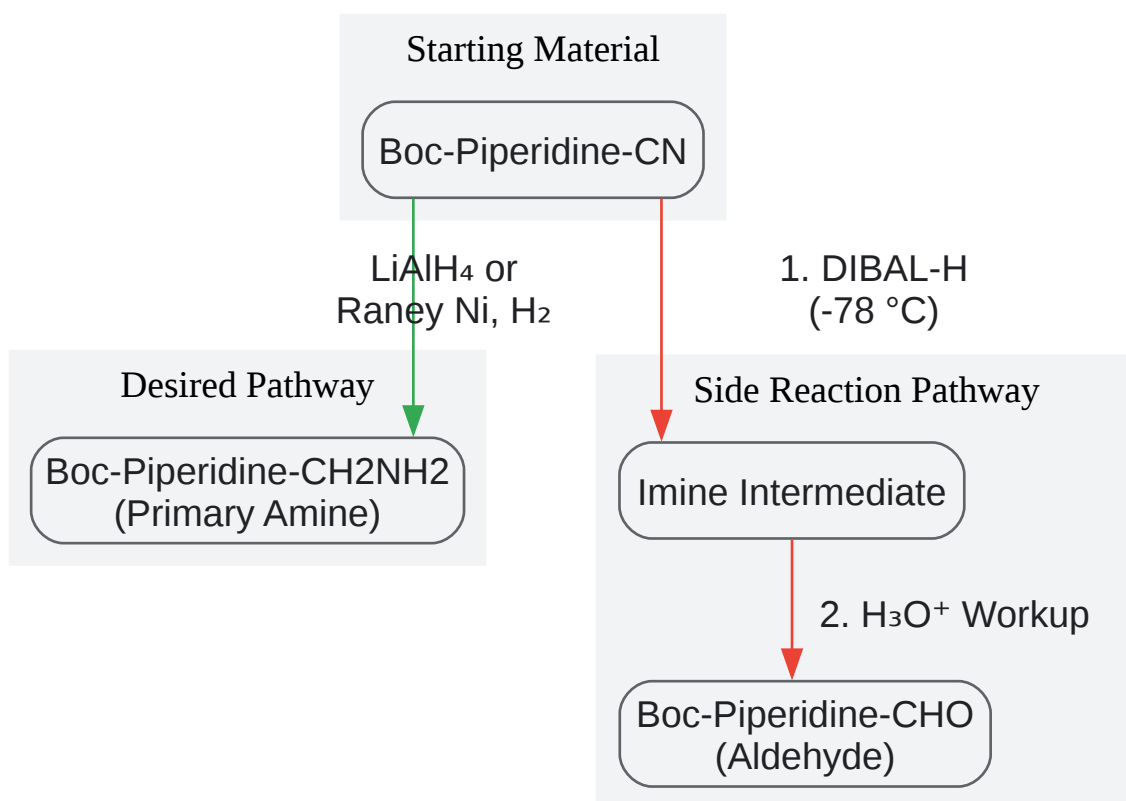 Starting Material
Boc-Piperidine-CN
LiAlH₄ or
Raney Ni, H₂
1. DIBAL-H
(-78 °C)
Desired Pathway
Boc-Piperidine-CH2NH2
(Primary Amine)
Side Reaction Pathway
Imine Intermediate
2. H₃O⁺ Workup
Boc-Piperidine-CHO
(Aldehyde)